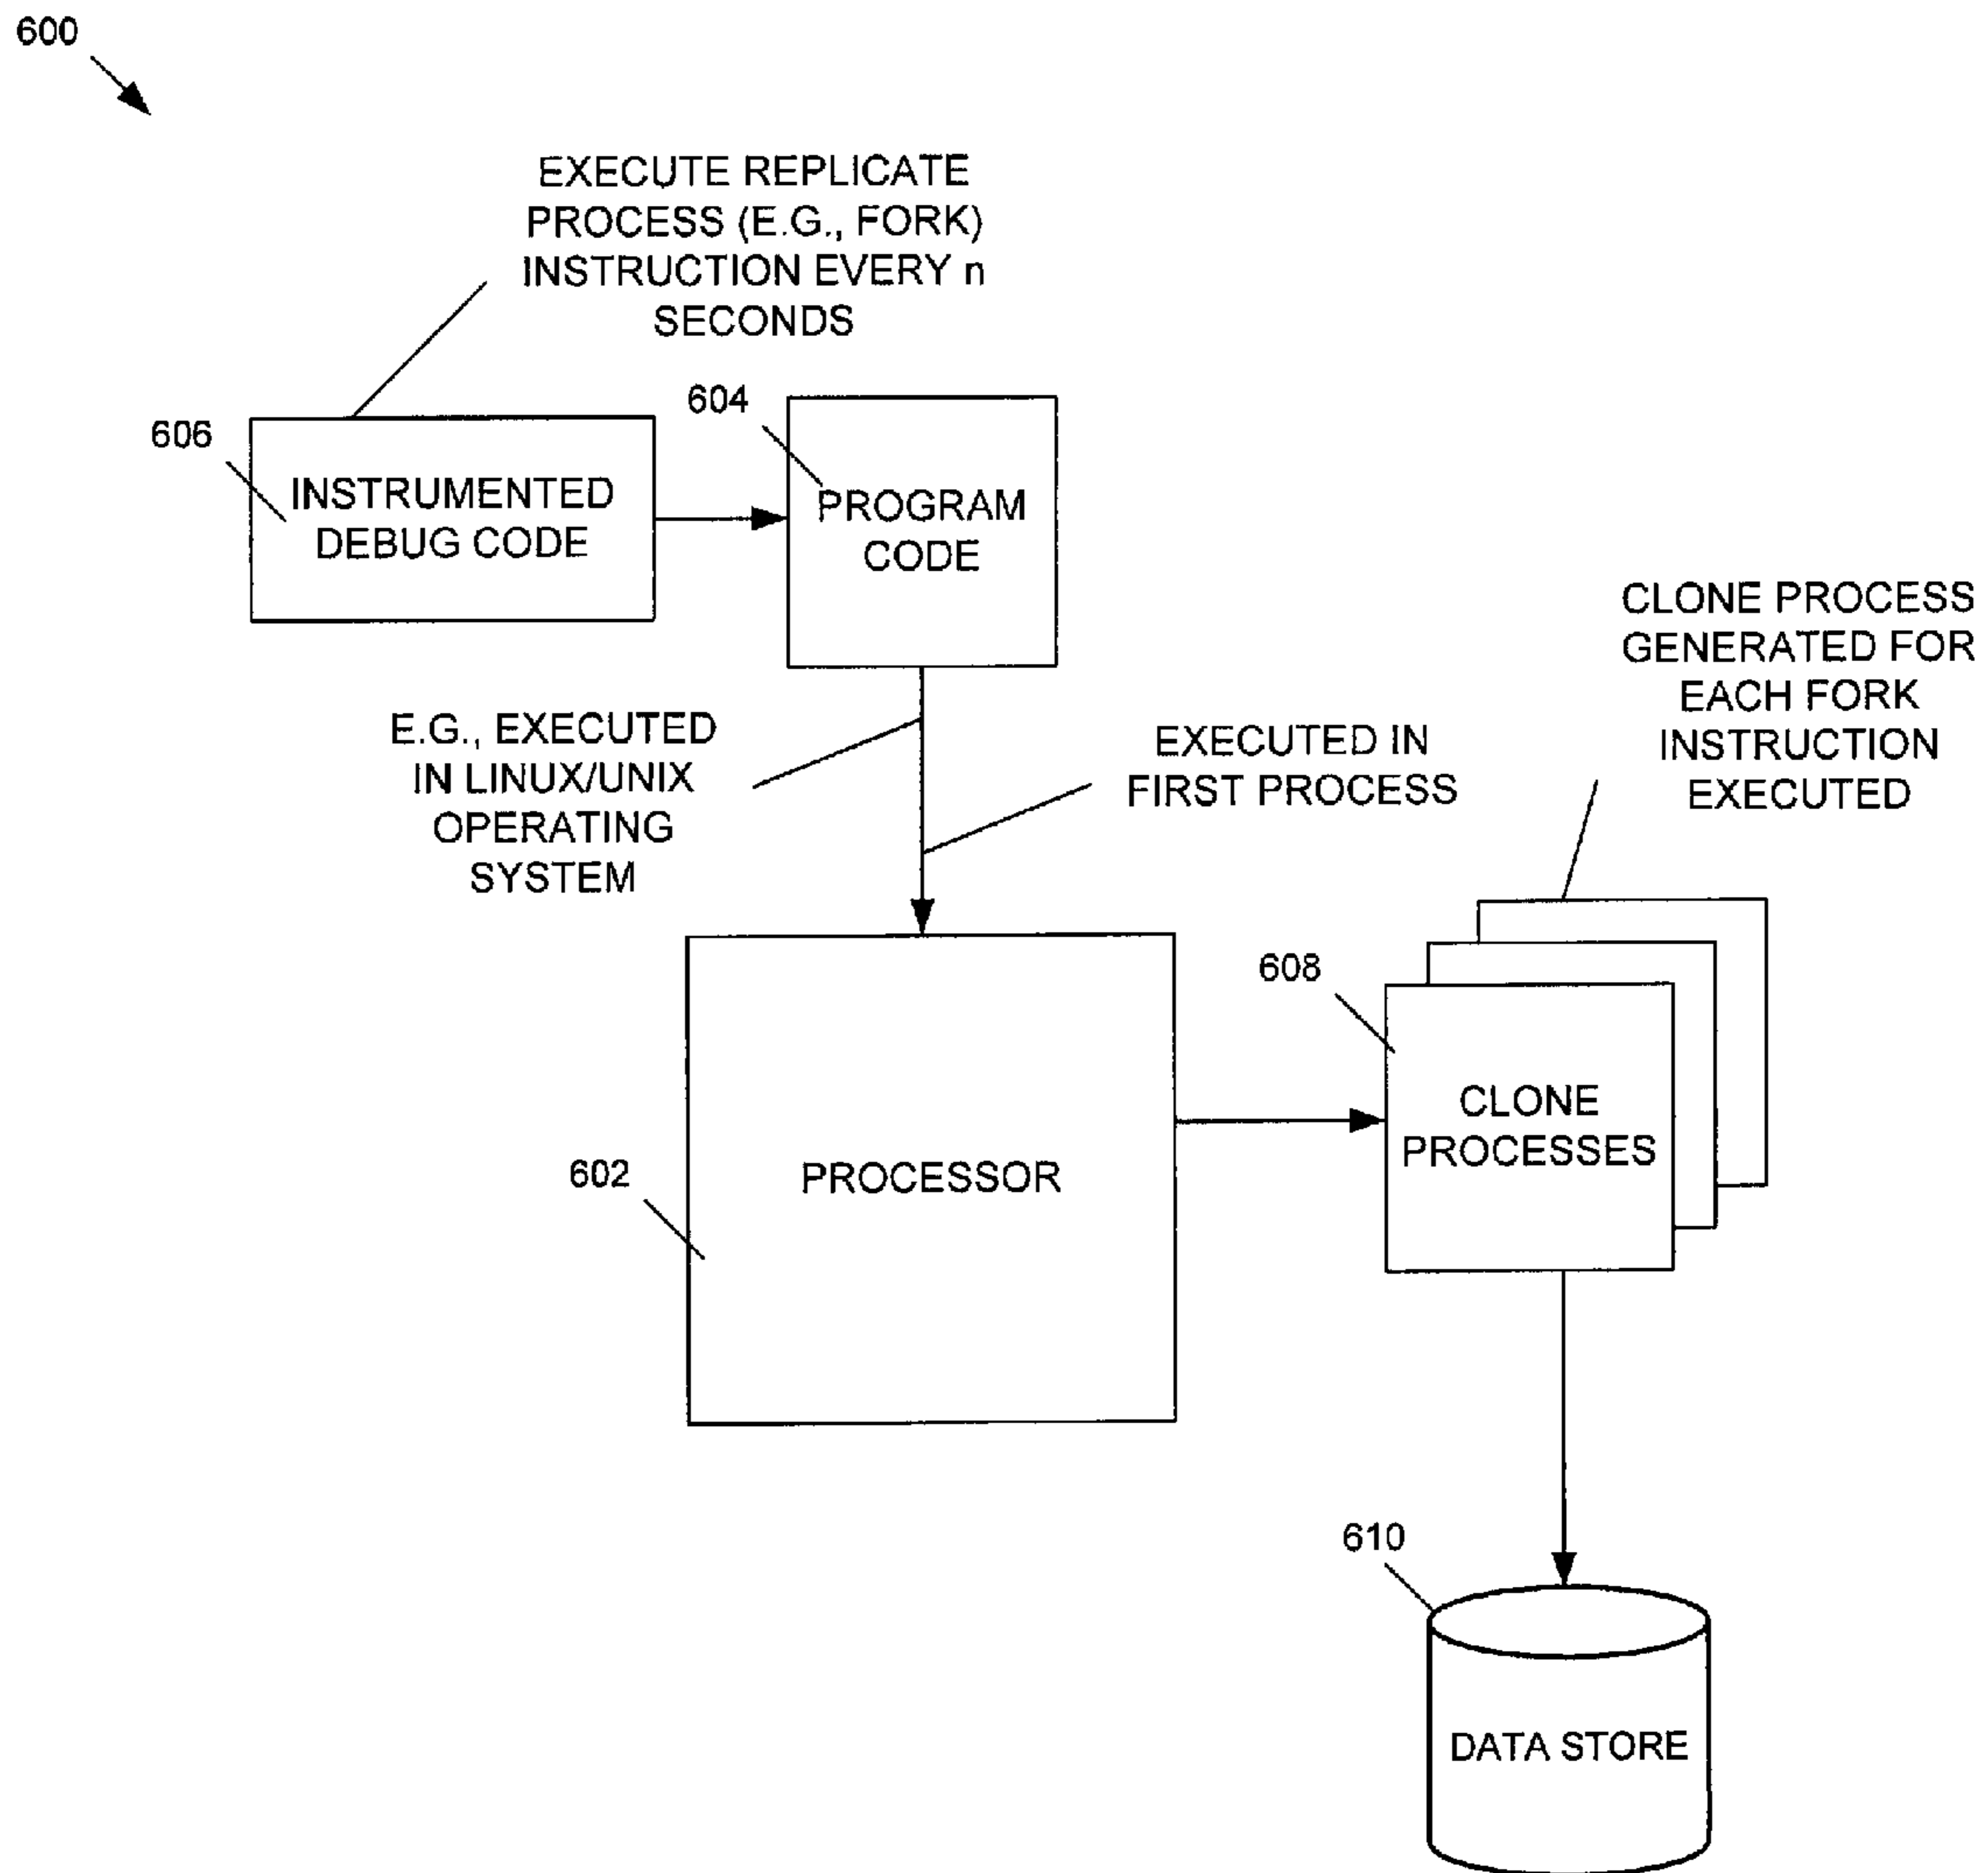 600
EXECUTE REPLICATE
PROCESS (E.G., FORK)
INSTRUCTION EVERY n
SECONDS
606
INSTRUMENTED
DEBUG CODE
604
PROGRAM
CODE
E.G., EXECUTED
IN LINUX/UNIX
OPERATING
SYSTEM
EXECUTED IN
FIRST PROCESS
CLONE PROCESS
GENERATED FOR
EACH FORK
INSTRUCTION
EXECUTED
602
PROCESSOR
608
CLONE
PROCESSES
610
DATA STORE